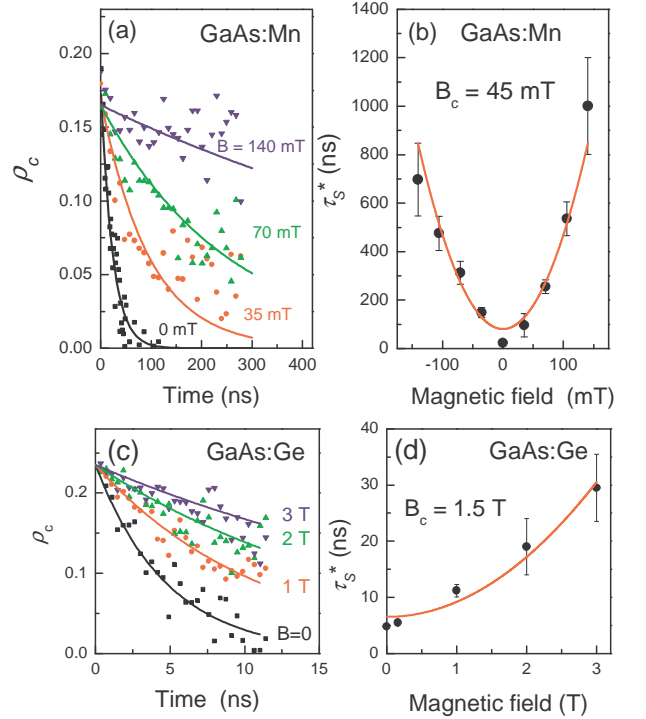 (a) GaAs:Mn
0.20
0.15
0.10
0.05
0.00
ρc
B = 140 mT
70 mT
35 mT
0 mT
0 100 200 300 400
Time (ns)
(b) GaAs:Mn
Bc = 45 mT
1400
1200
1000
800
600
400
200
0
τS* (ns)
-100 0 100
Magnetic field (mT)
(c) GaAs:Ge
0.2
0.1
0.0
ρc
3 T
2 T
1 T
B=0
0 5 10 15
Time (ns)
(d) GaAs:Ge
Bc = 1.5 T
40
30
20
10
0
τS* (ns)
0 1 2 3
Magnetic field (T)